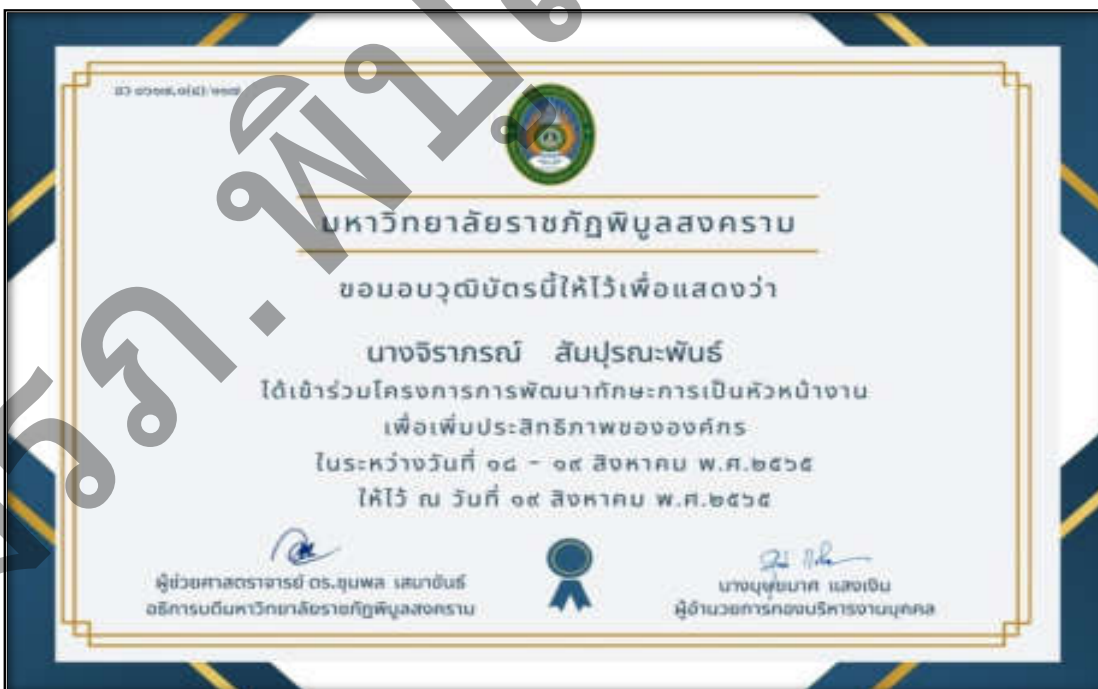 มหาวิทยาลัยราชภัฏพิบูลสงคราม
ขอมอบวุฒิบัตรนี้ให้ไว้เพื่อแสดงว่า
นางจิราภรณ์ สัมปุรณะพันธ์
ได้เข้าร่วมโครงการการพัฒนาทักษะการเป็นหัวหน้างาน
เพื่อเพิ่มประสิทธิภาพขององค์กร
ในระหว่างวันที่ ๑๘ - ๑๙ สิงหาคม พ.ศ.๒๕๖๕
ให้ไว้ ณ วันที่ ๑๙ สิงหาคม พ.ศ.๒๕๖๕
ผู้ช่วยศาสตราจารย์ ดร.ชุมพล เสมาขันธ์
อธิการบดีมหาวิทยาลัยราชภัฏพิบูลสงคราม
นางบุษยมาศ แสงเงิน
ผู้อำนวยการกองบริหารงานบุคคล